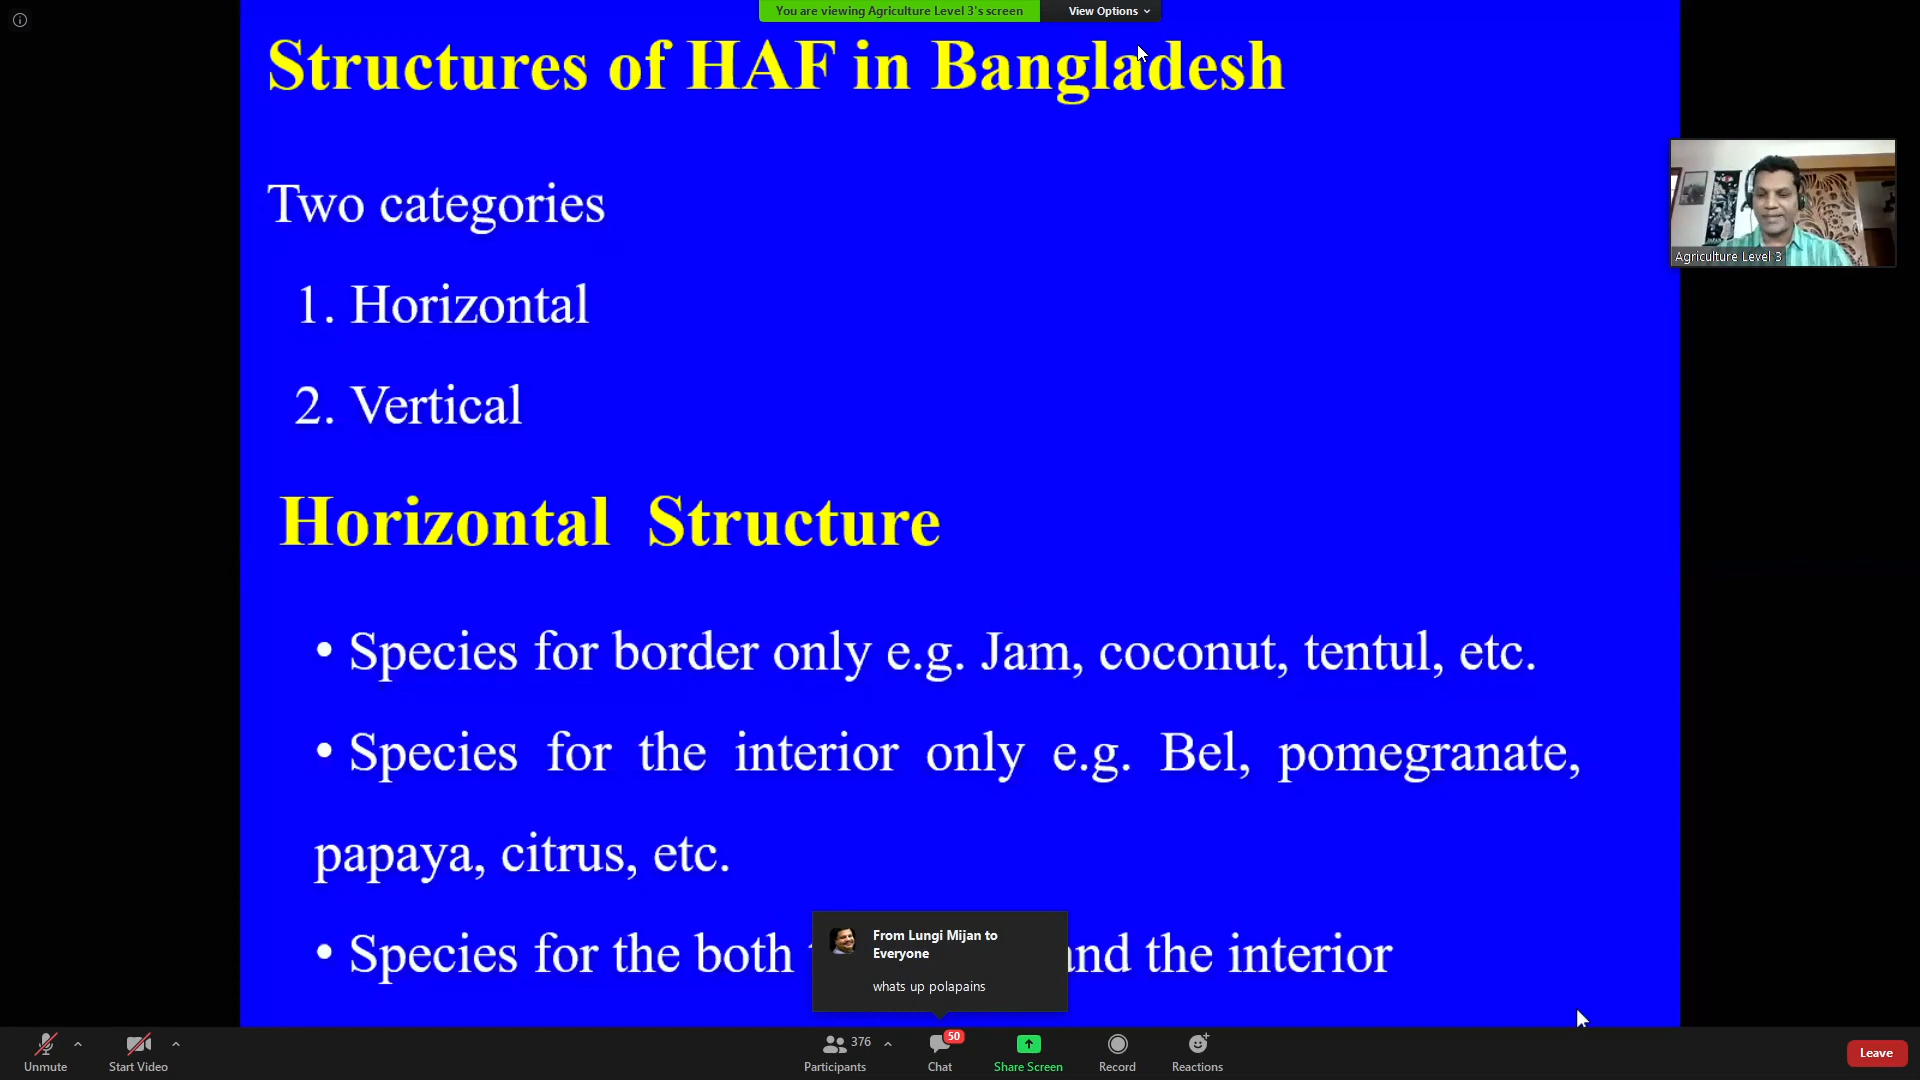 You are viewing Agriculture Level 3's screen
View Options
Structures of HAF in Bangladesh
Two categories
1. Horizontal
2. Vertical
Horizontal Structure
• Species for border only e.g. Jam, coconut, tentul, etc.
• Species for the interior only e.g. Bel, pomegranate,
papaya, citrus, etc.
• Species for the both and the interior
Agriculture Level 3
From Lungi Mijan to
Everyone
whats up polapains
Unmute
Start Video
376
Participants
50
Chat
Share Screen
Record
Reactions
Leave